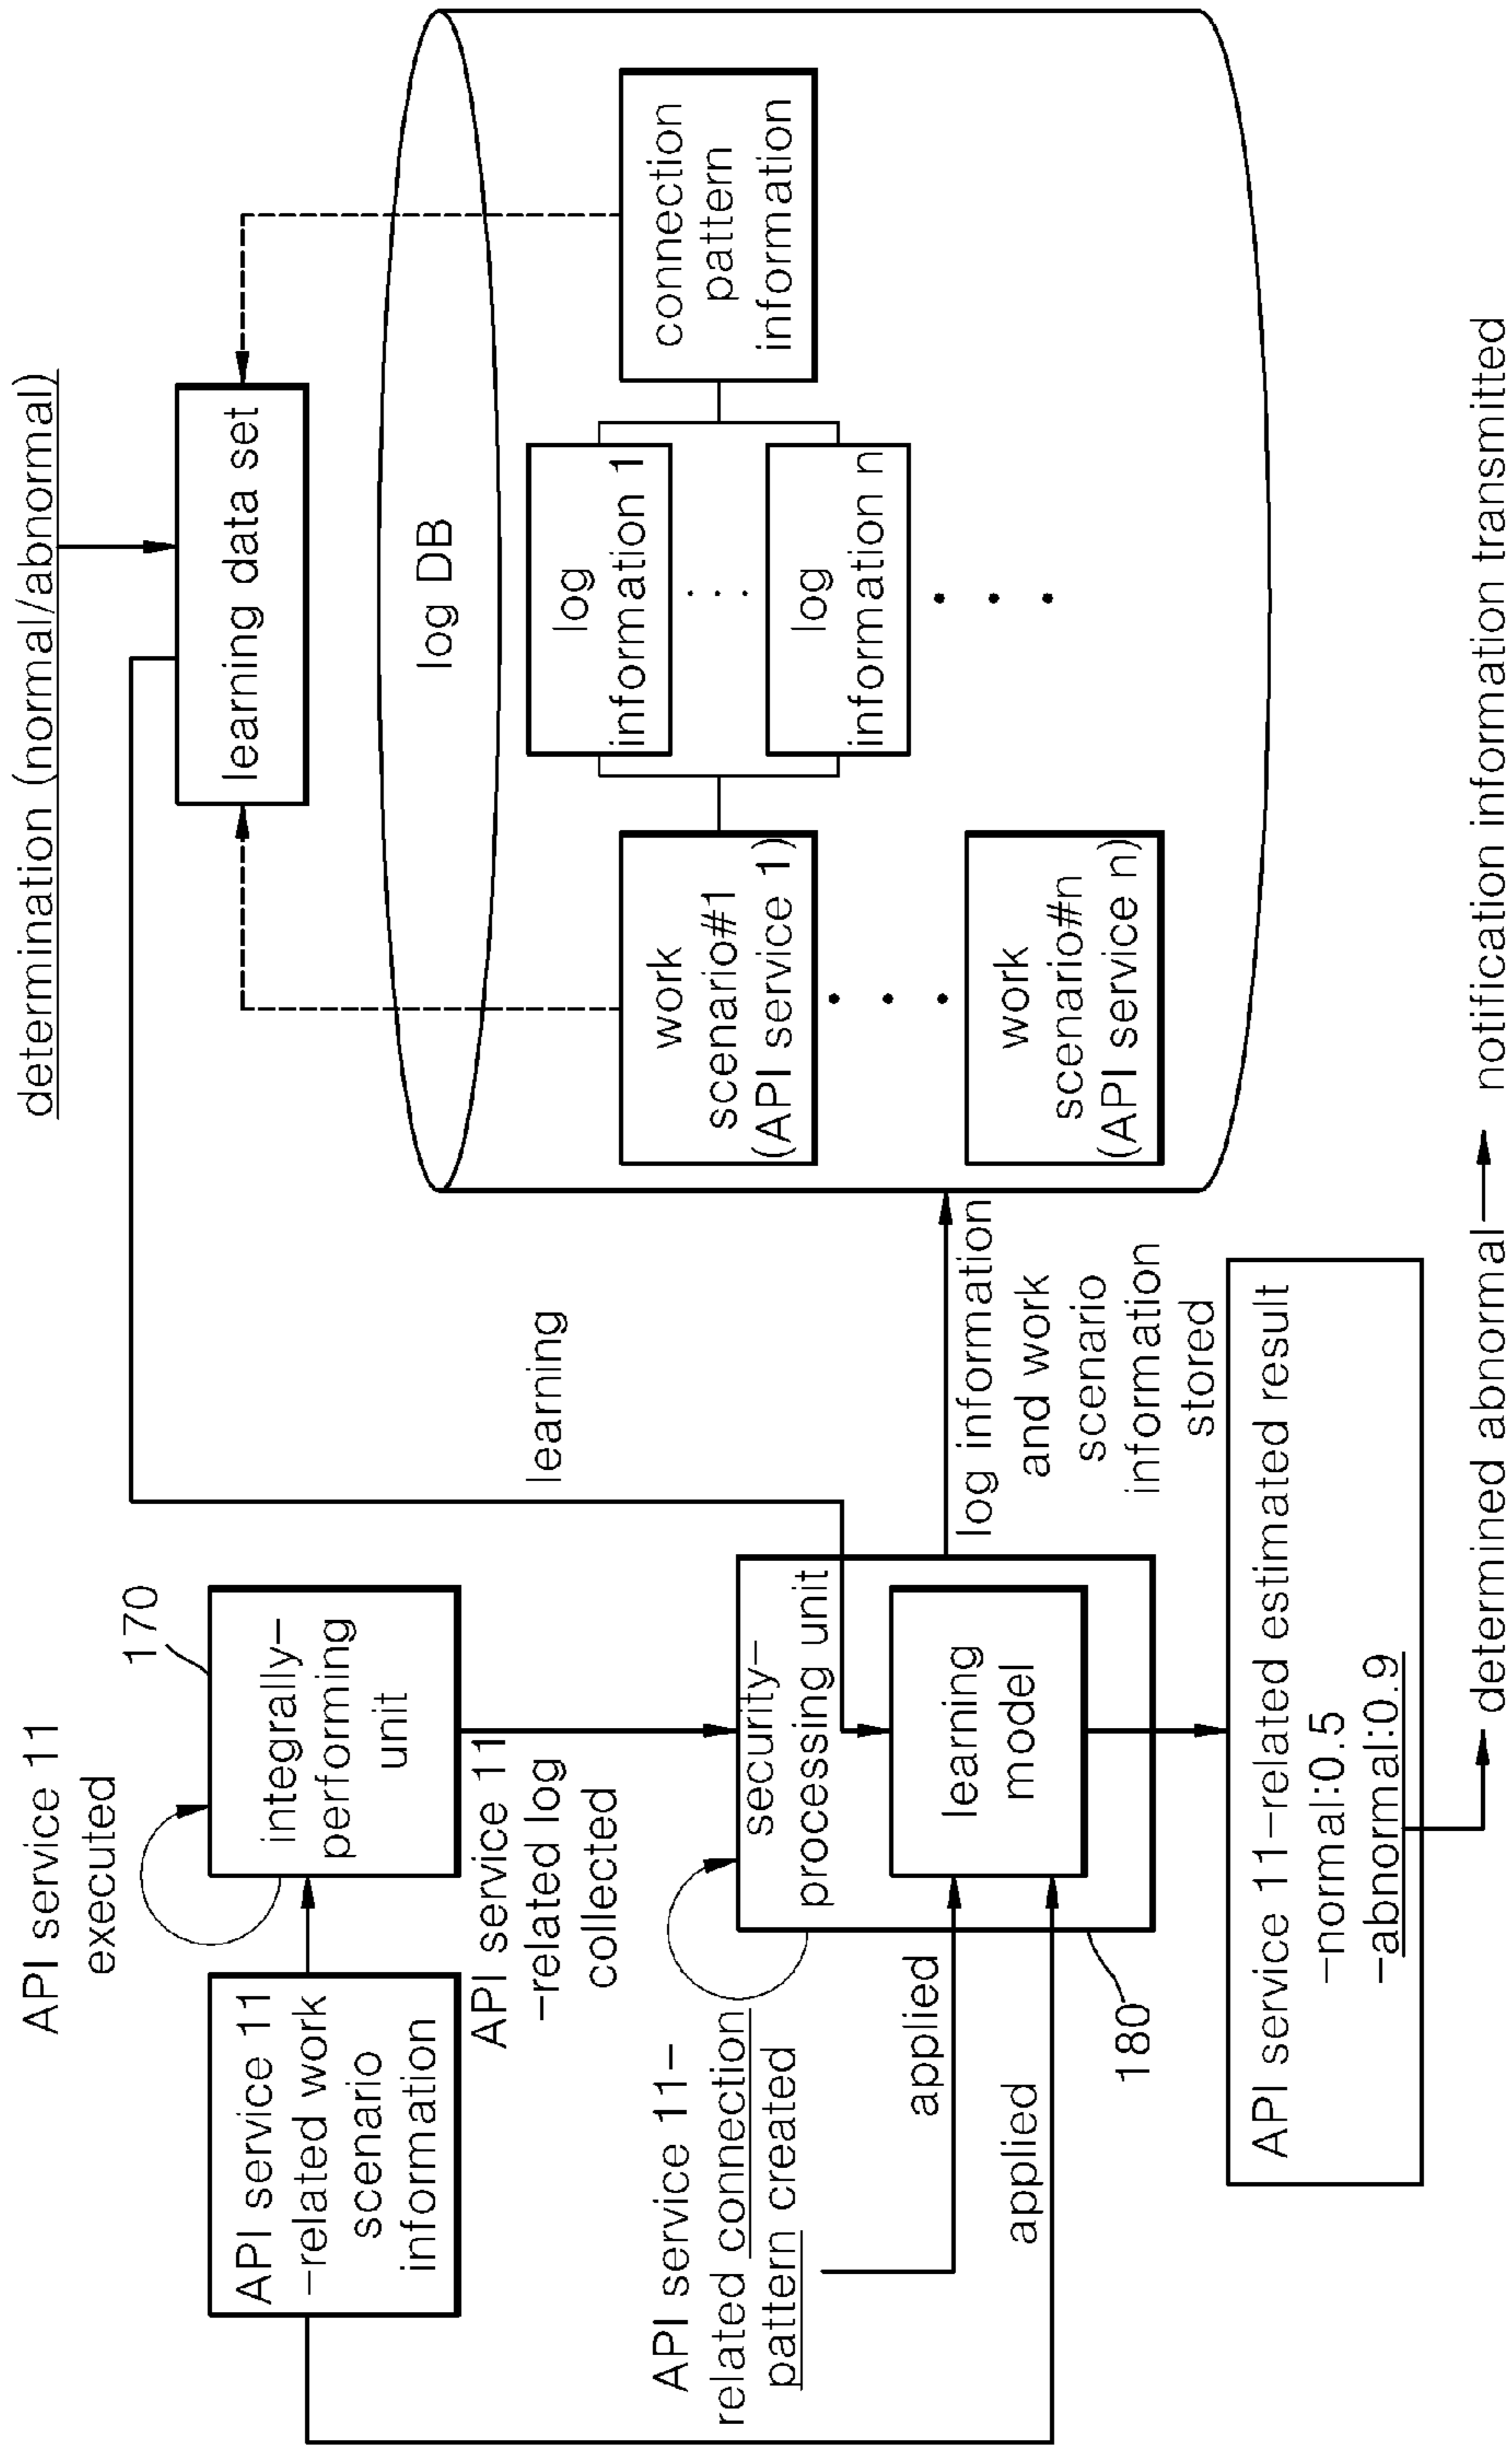 API service 11
executed
170
API service 11
-related work
scenario
information
integrally-
performing
unit
API service 11
-related log
collected
API service 11-
related connection
pattern created
applied
applied
180
security-
processing unit
learning
model
learning
log information
and work
scenario
information
stored
API service 11-related estimated result
-normal:0.5
-abnormal:0.9
determined abnormal
notification information transmitted
determination (normal/abnormal)
learning data set
log DB
work
scenario#1
(API service 1)
work
scenario#n
(API service n)
log
information 1
log
information n
connection
pattern
information